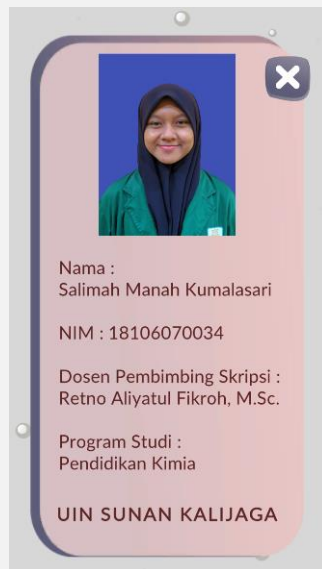 Nama :
Salimah Manah Kumalasari
NIM : 18106070034
Dosen Pembimbing Skripsi :
Retno Aliyatul Fikroh, M.Sc.
Program Studi :
Pendidikan Kimia
UIN SUNAN KALIJAGA